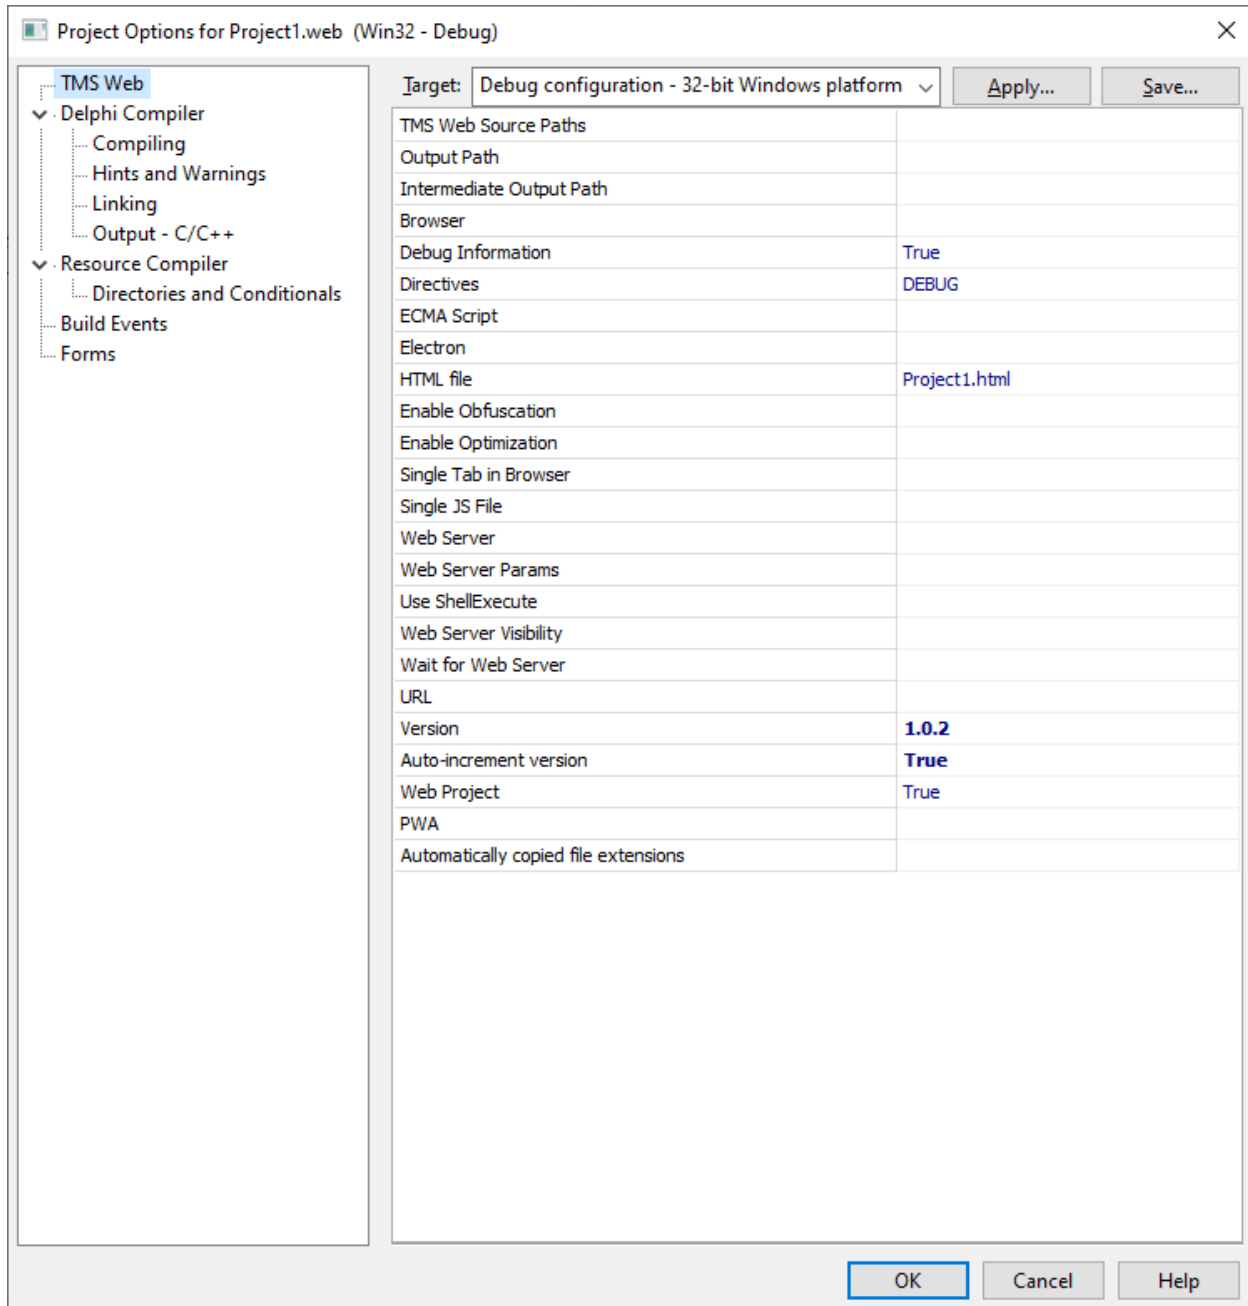 Project Options for Project1.web (Win32 - Debug)
TMS Web
Delphi Compiler
Compiling
Hints and Warnings
Linking
Output - C/C++
Resource Compiler
Directories and Conditionals
Build Events
Forms
Target: Debug configuration - 32-bit Windows platform Apply... Save...
TMS Web Source Paths
Output Path
Intermediate Output Path
Browser
Debug Information True
Directives DEBUG
ECMA Script
Electron
HTML file Project1.html
Enable Obfuscation
Enable Optimization
Single Tab in Browser
Single JS File
Web Server
Web Server Params
Use ShellExecute
Web Server Visibility
Wait for Web Server
URL
Version 1.0.2
Auto-increment version True
Web Project True
PWA
Automatically copied file extensions
OK Cancel Help